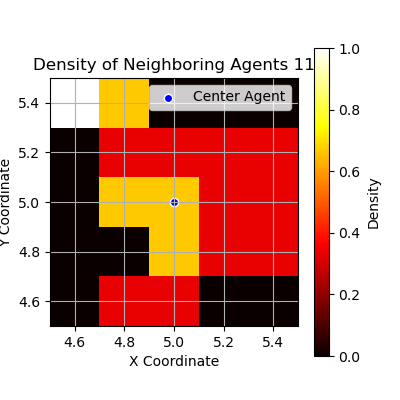 Density of Neighboring Agents 11
Center Agent
5.4
5.2
5.0
4.8
4.6
4.6 4.8 5.0 5.2 5.4
X Coordinate
Y Coordinate
1.0
0.8
0.6
0.4
0.2
0.0
Density